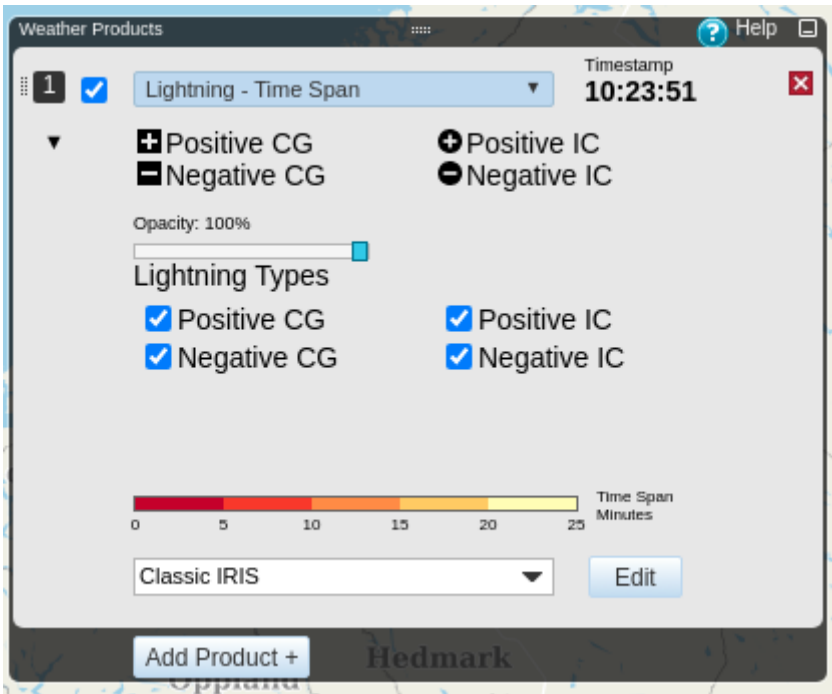 Weather Products
? Help
1
Lightning - Time Span
Timestamp
10:23:51
Positive CG
Positive IC
Negative CG
Negative IC
Opacity: 100%
Lightning Types
Positive CG
Positive IC
Negative CG
Negative IC
0 5 10 15 20 25
Time Span
Minutes
Classic IRIS
Edit
Add Product +
Hedmark
Oppland